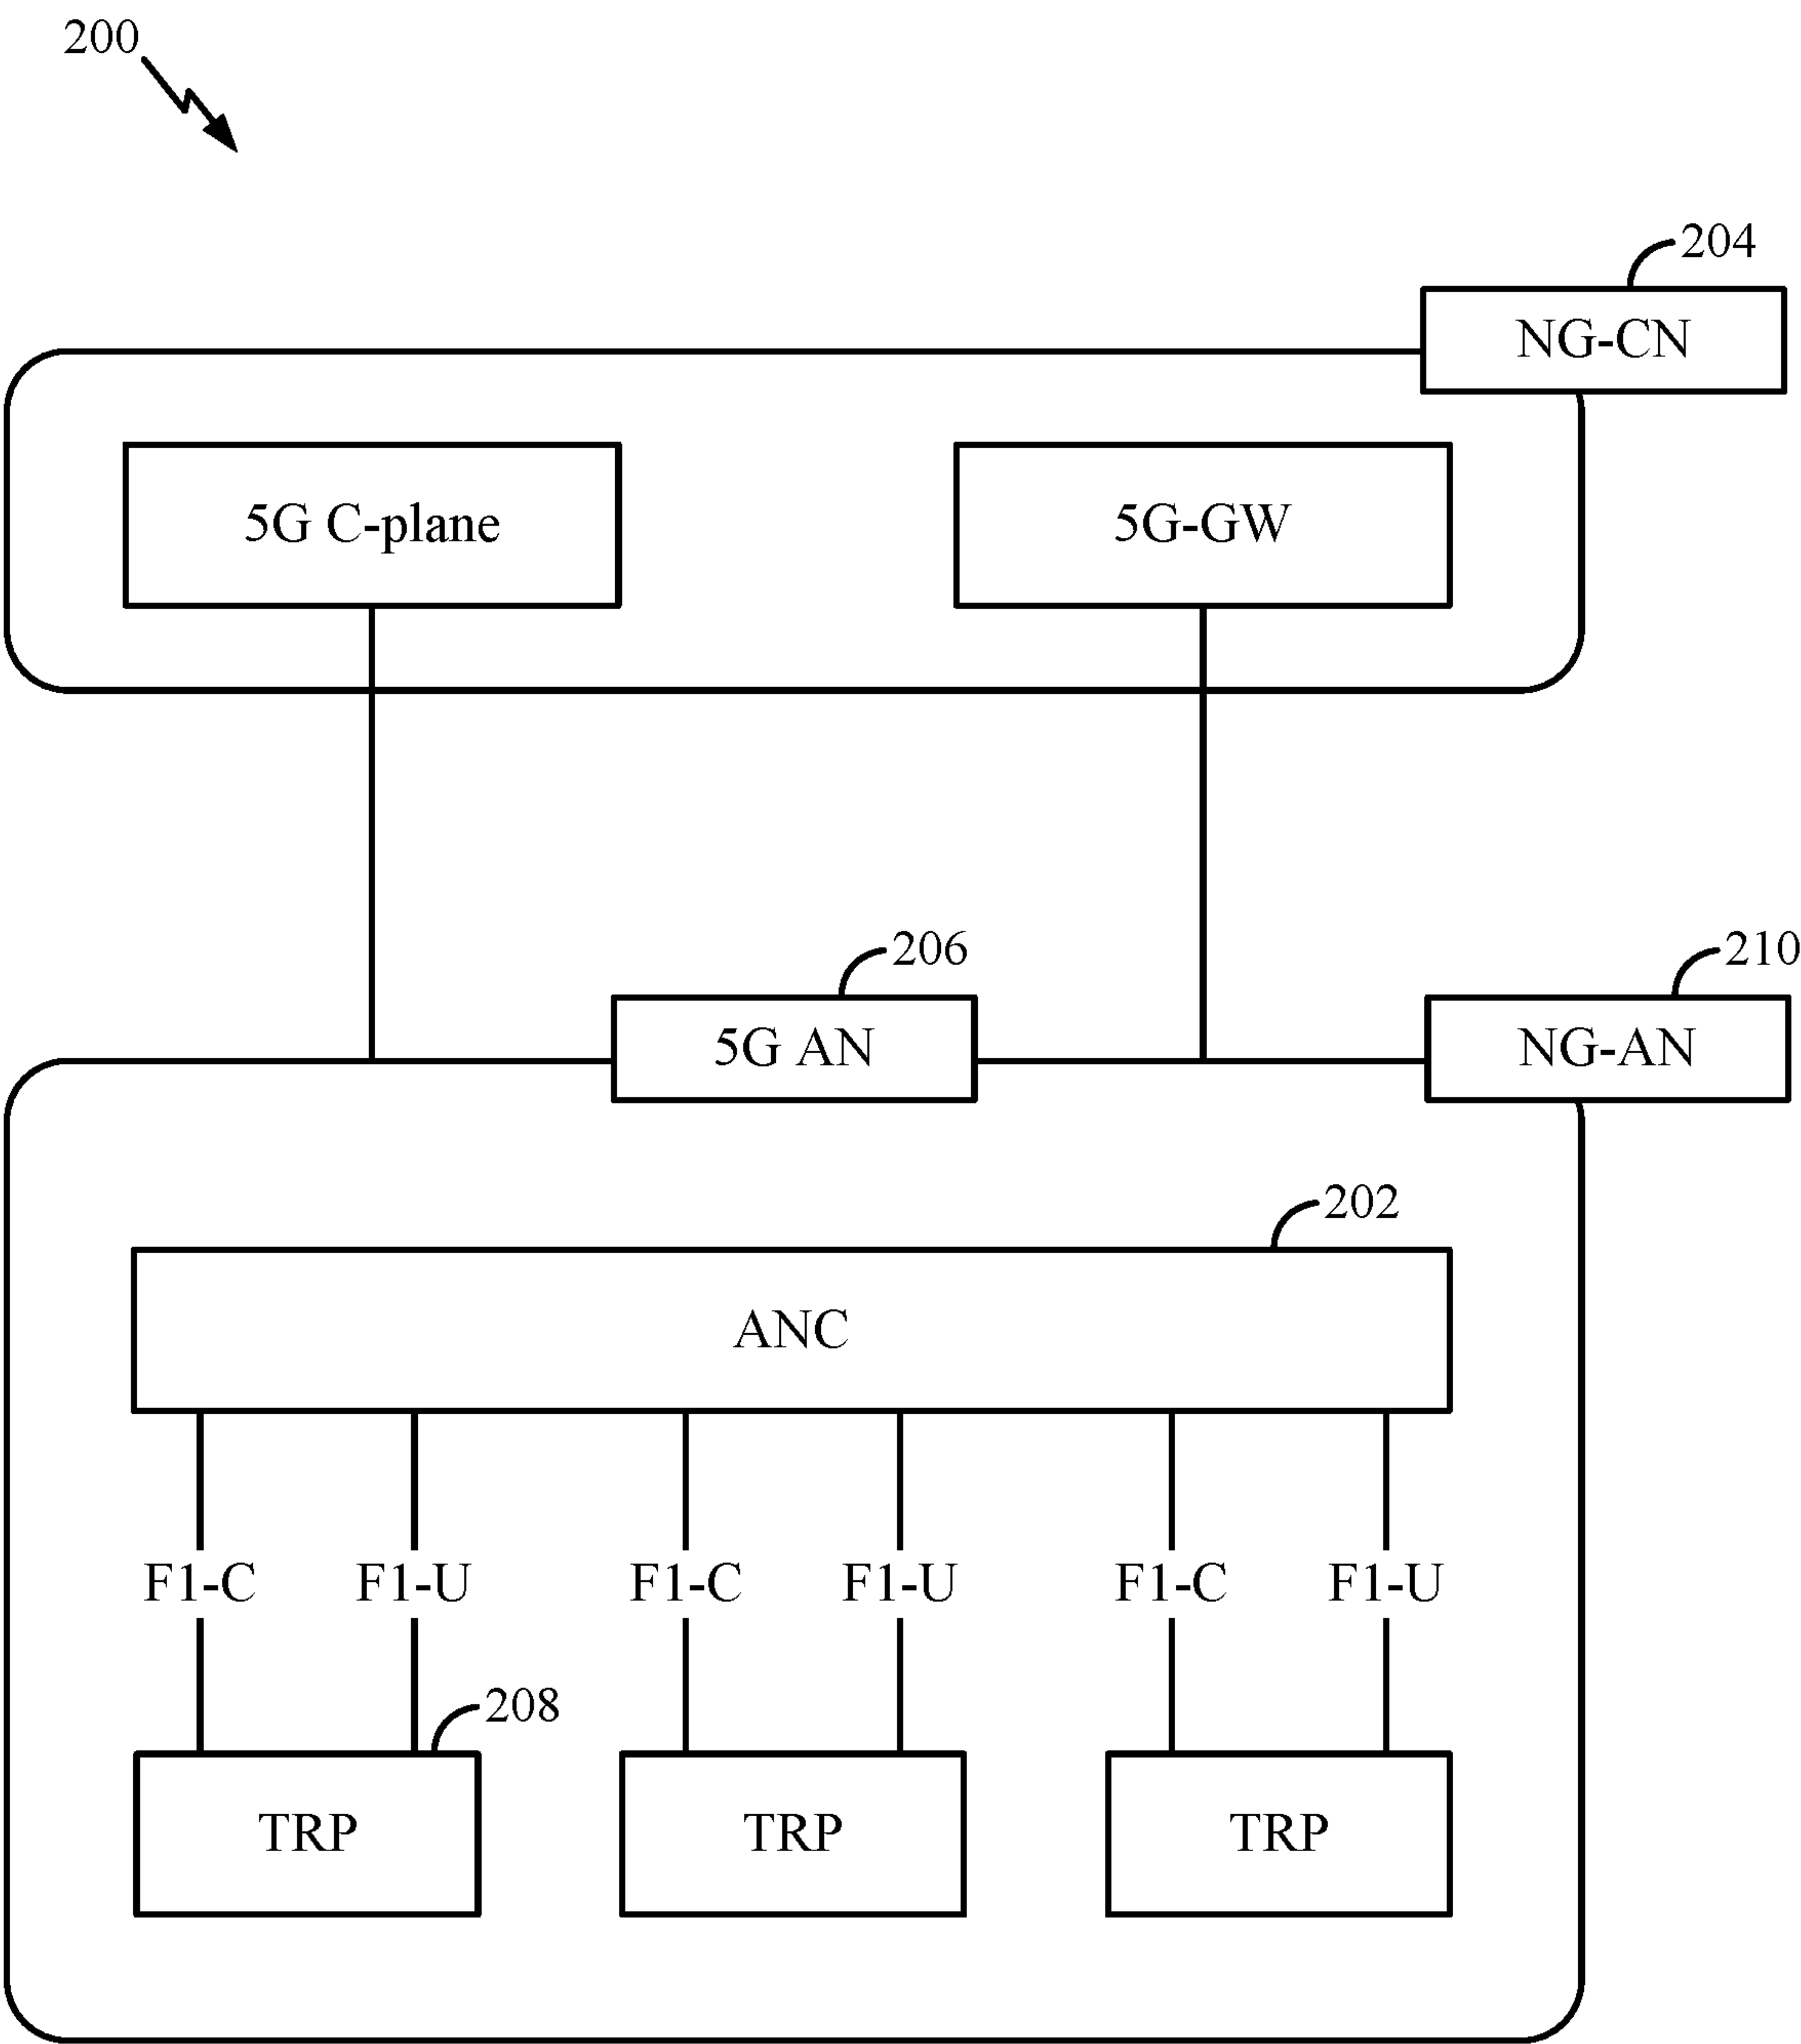 200
204
NG-CN
5G C-plane
5G-GW
206
210
5G AN
NG-AN
202
ANC
F1-C
F1-U
F1-C
F1-U
F1-C
F1-U
208
TRP
TRP
TRP